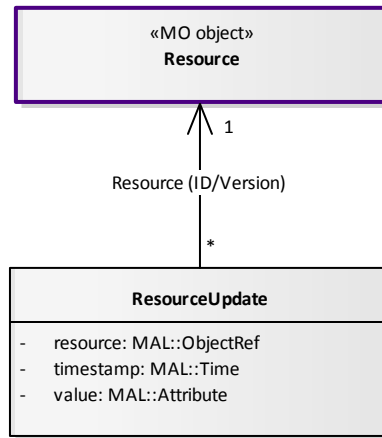 «MO object»
Resource
1
Resource (ID/Version)
*
ResourceUpdate
- resource: MAL::ObjectRef
- timestamp: MAL::Time
- value: MAL::Attribute